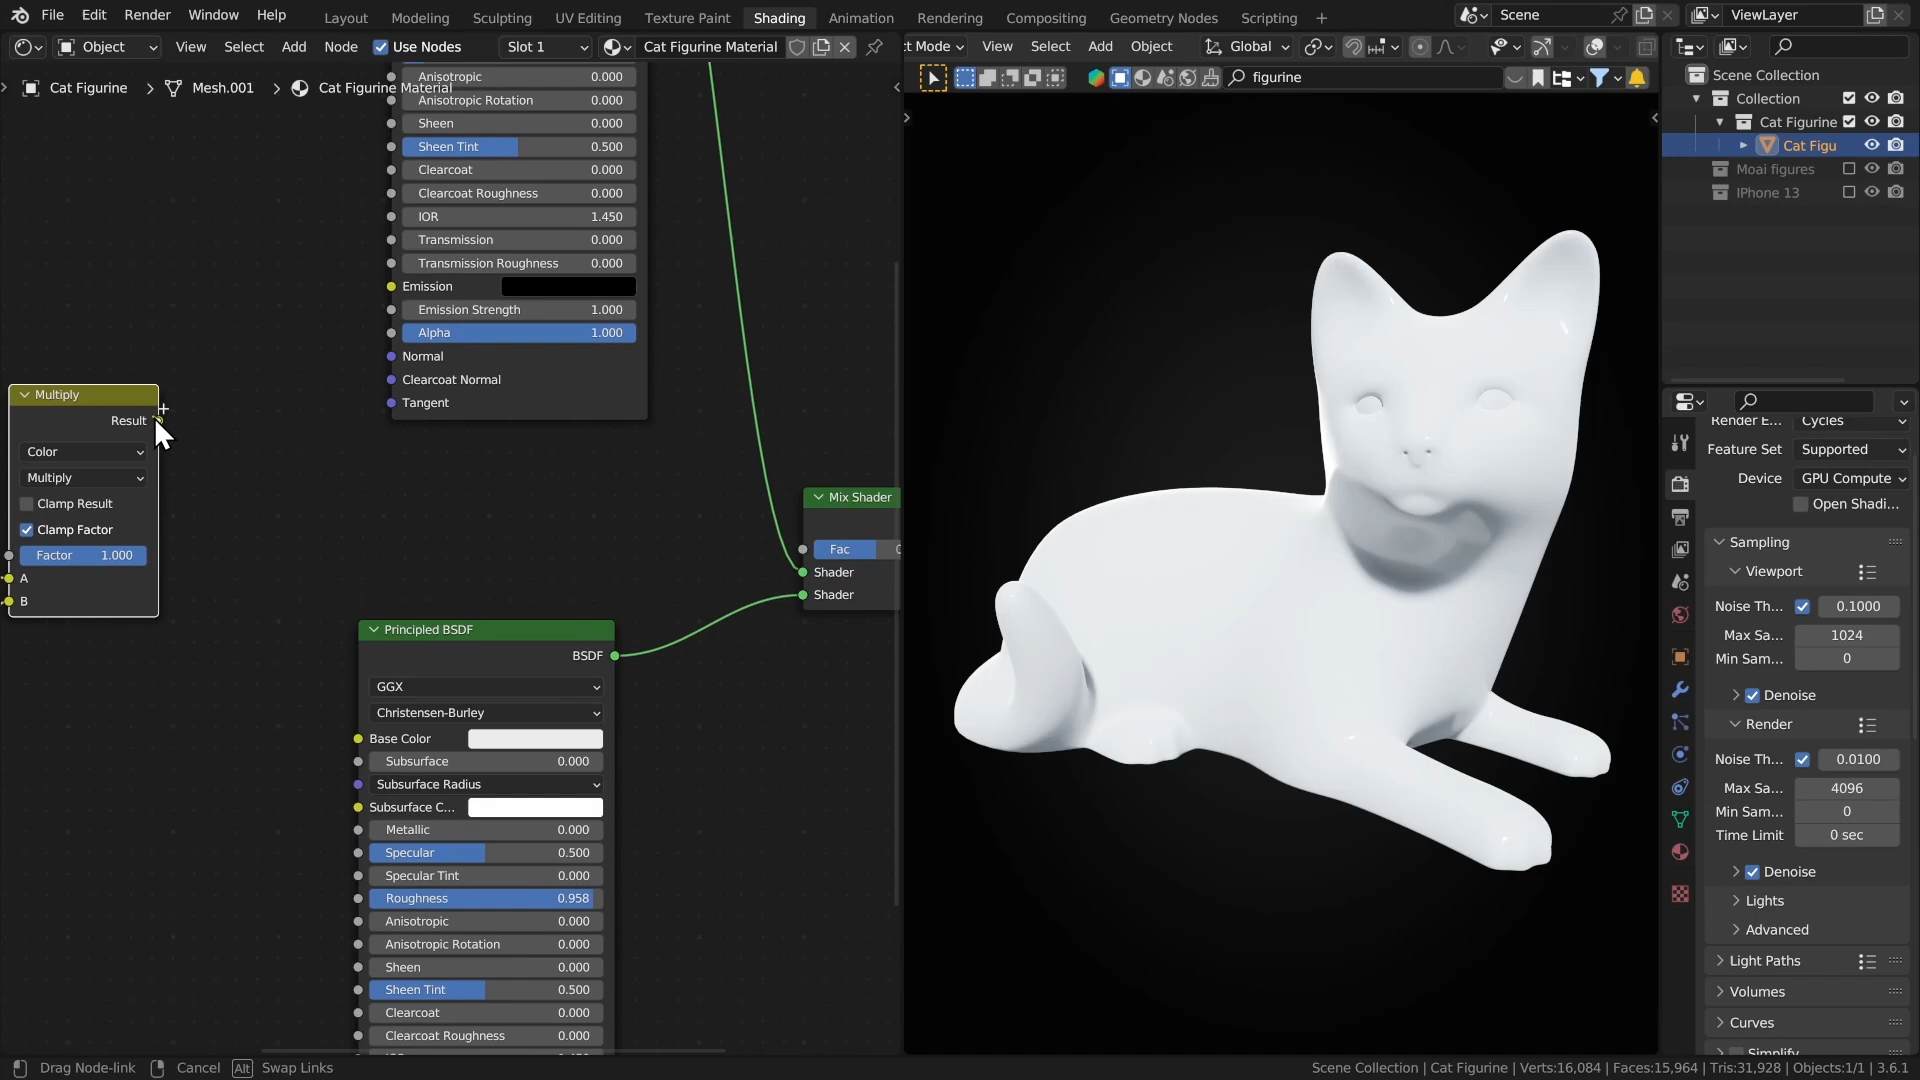 File Edit Render Window Help
Layout Modeling Sculpting UV Editing Texture Paint Shading Animation Rendering Compositing Geometry Nodes Scripting +
Scene
ViewLayer
Object View Select Add Node Use Nodes Slot 1 Cat Figurine Material
ct Mode View Select Add Object Global
figurine
Cat Figurine > Mesh.001 > Cat Figurine Material
Anisotropic 0.000
Anisotropic Rotation 0.000
Sheen 0.000
Sheen Tint 0.500
Clearcoat 0.000
Clearcoat Roughness 0.000
IOR 1.450
Transmission 0.000
Transmission Roughness 0.000
Emission
Emission Strength 1.000
Alpha 1.000
Normal
Clearcoat Normal
Tangent
Multiply
Result
Color
Multiply
Clamp Result
Clamp Factor
Factor 1.000
A
B
Mix Shader
Fac
Shader
Shader
Principled BSDF
BSDF
GGX
Christensen-Burley
Base Color
Subsurface 0.000
Subsurface Radius
Subsurface C...
Metallic 0.000
Specular 0.500
Specular Tint 0.000
Roughness 0.958
Anisotropic 0.000
Anisotropic Rotation 0.000
Sheen 0.000
Sheen Tint 0.500
Clearcoat 0.000
Clearcoat Roughness 0.000
Scene Collection
Collection
Cat Figurine
Cat Figu
Moai figures
IPhone 13
Render E... Cycles
Feature Set Supported
Device GPU Compute
Open Shadi...
Sampling
Viewport
Noise Th... 0.1000
Max Sa... 1024
Min Sam... 0
Denoise
Render
Noise Th... 0.0100
Max Sa... 4096
Min Sam... 0
Time Limit 0 sec
Denoise
Lights
Advanced
Light Paths
Volumes
Curves
Simplify
Drag Node-link Cancel Alt Swap Links
Scene Collection | Cat Figurine | Verts:16,084 | Faces:15,964 | Tris:31,928 | Objects:1/1 | 3.6.1